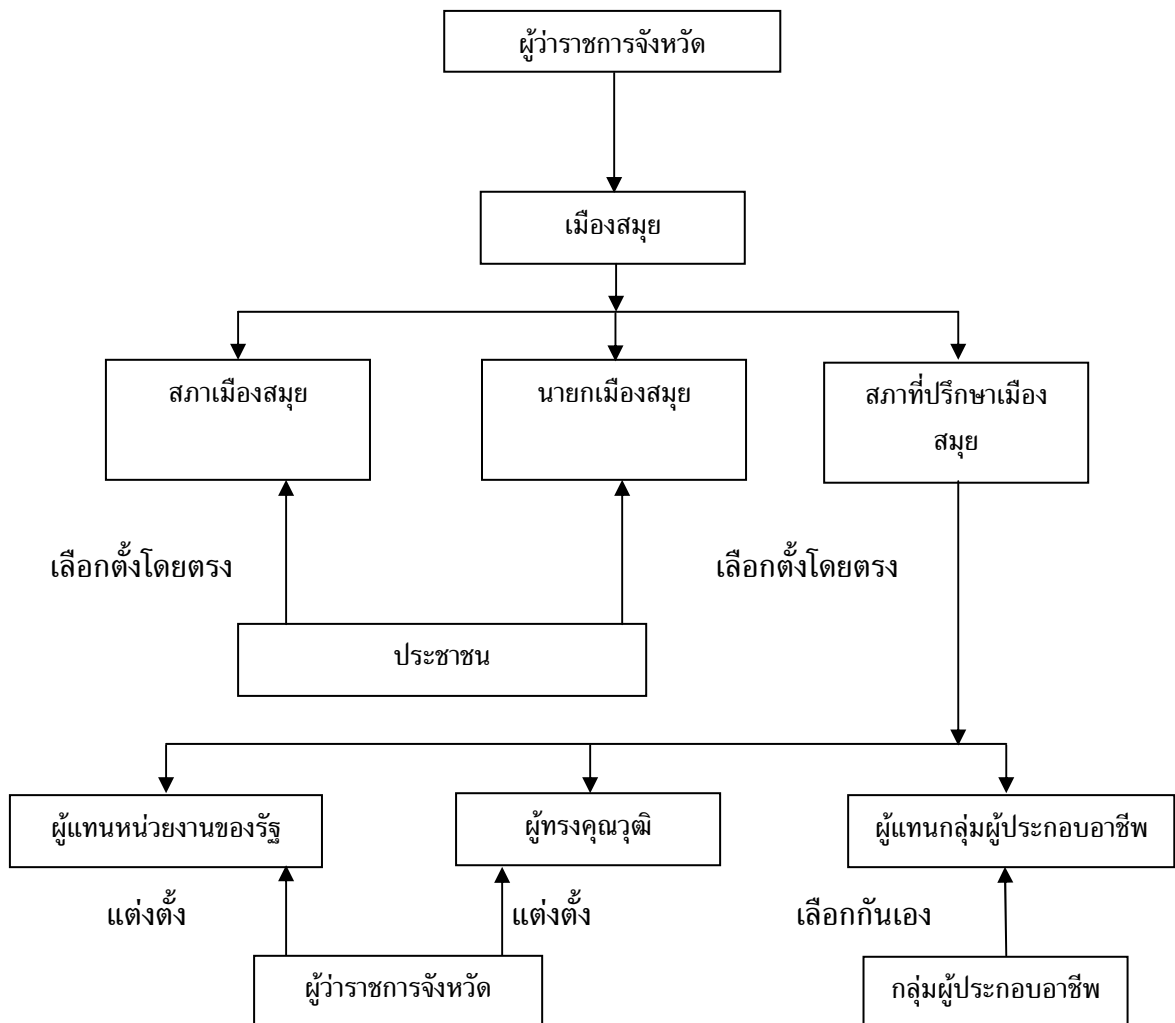 ผู้ว่าราชการจังหวัด
เมืองสมุย
สภาเมืองสมุย
นายกเมืองสมุย
สภาที่ปรึกษาเมือง
สมุย
เลือกตั้งโดยตรง
เลือกตั้งโดยตรง
ประชาชน
ผู้แทนหน่วยงานของรัฐ
ผู้ทรงคุณวุฒิ
ผู้แทนกลุ่มผู้ประกอบอาชีพ
แต่งตั้ง
แต่งตั้ง
เลือกกันเอง
ผู้ว่าราชการจังหวัด
กลุ่มผู้ประกอบอาชีพ